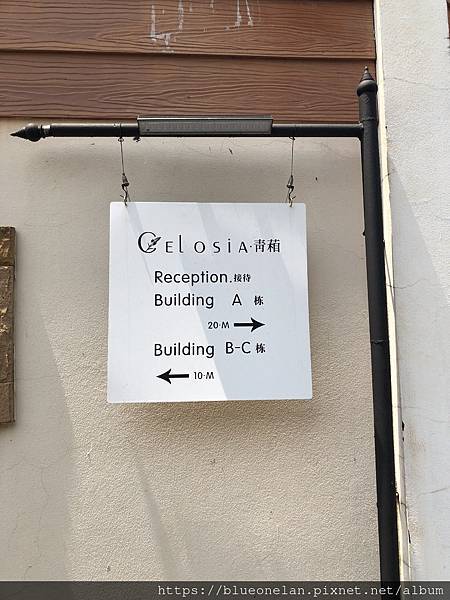 CELOSIA·青葙
Reception.接待
Building A 栋
20-M
Building B-C 栋
10-M
https://blueonelan.pixnet.net/album